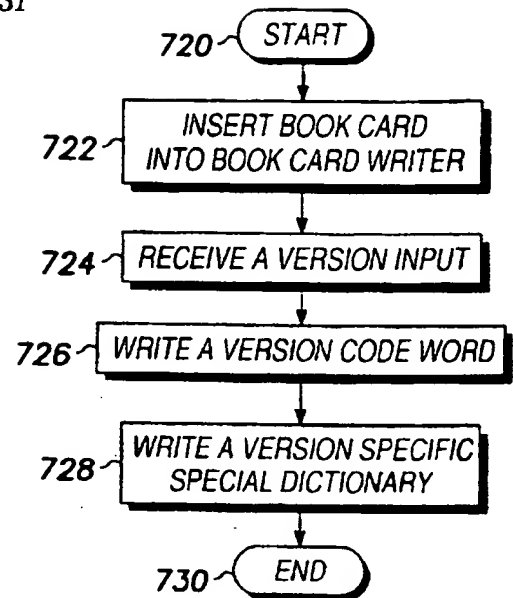 720 START
722 INSERT BOOK CARD
INTO BOOK CARD WRITER
724 RECEIVE A VERSION INPUT
726 WRITE A VERSION CODE WORD
728 WRITE A VERSION SPECIFIC
SPECIAL DICTIONARY
730 END